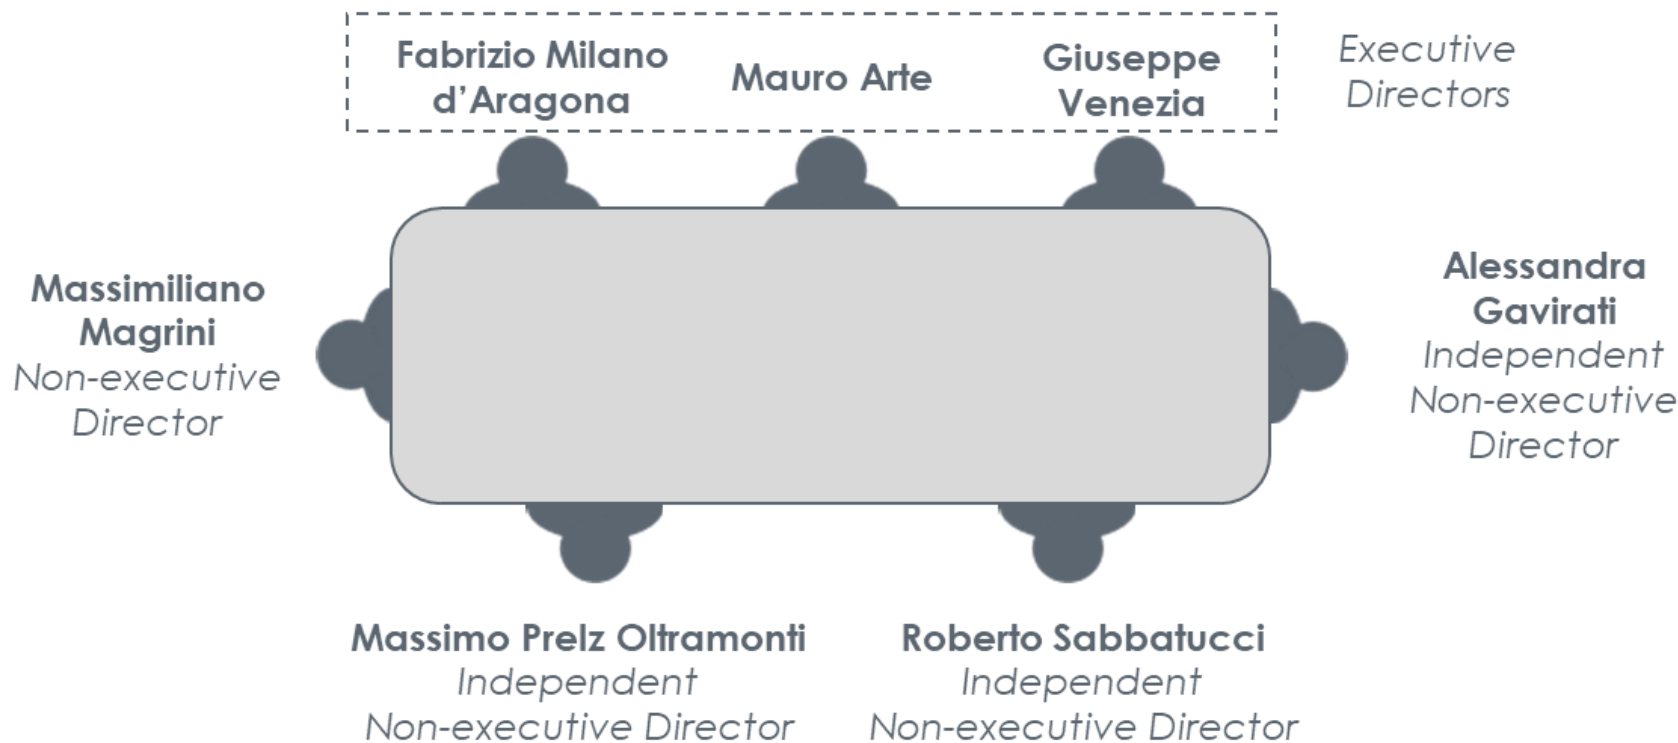 Fabrizio Milano
d’Aragona
Mauro Arte
Giuseppe
Venezia
Executive
Directors
Massimiliano
Magrini
Non-executive
Director
Alessandra
Gavirati
Independent
Non-executive
Director
Massimo Prelz Oltramonti
Independent
Non-executive Director
Roberto Sabbatucci
Independent
Non-executive Director